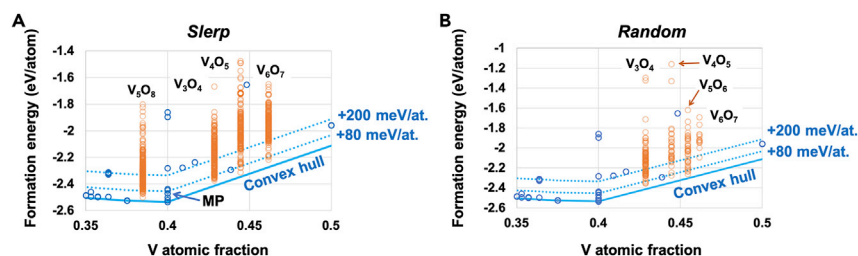 A
Slerp
Formation energy (eV/atom)
-1.4
-1.6
-1.8
-2
-2.2
-2.4
-2.6
V₅O₈
V₃O₄
V₄O₅
V₆O₇
+200 meV/at.
+80 meV/at.
Convex hull
MP
0.35
0.4
0.45
0.5
V atomic fraction
B
Random
Formation energy (eV/atom)
-1
-1.2
-1.4
-1.6
-1.8
-2
-2.2
-2.4
-2.6
V₃O₄
V₄O₅
V₅O₆
V₆O₇
+200 meV/at.
+80 meV/at.
Convex hull
0.35
0.4
0.45
0.5
V atomic fraction